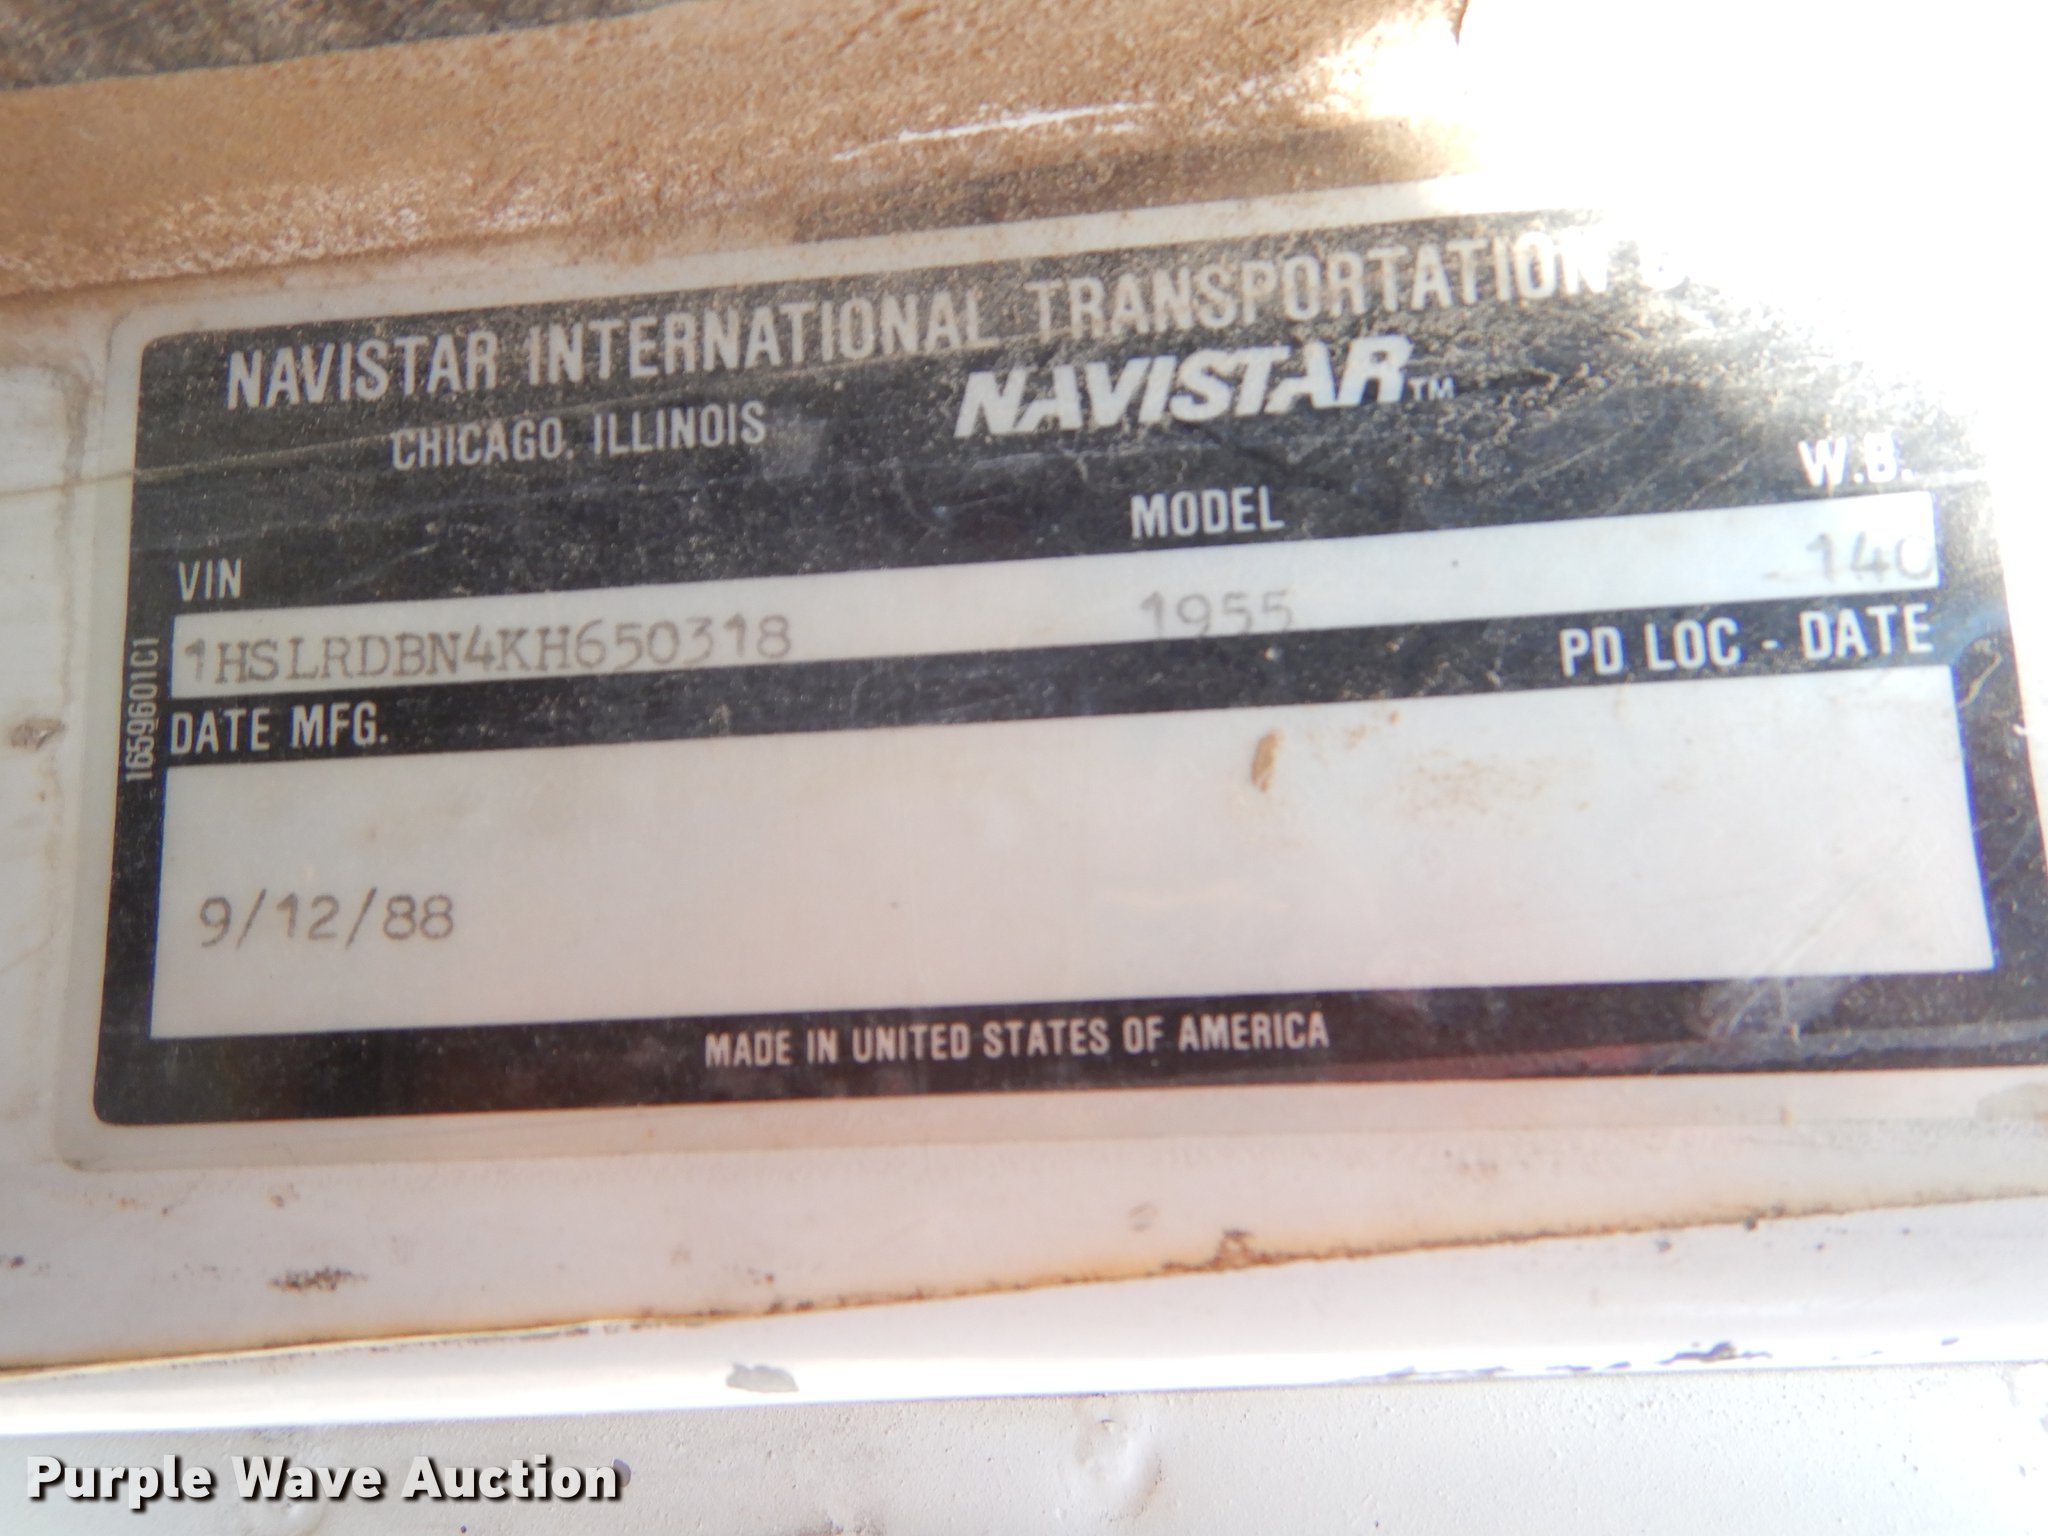 NAVISTAR INTERNATIONAL TRANSPORTATION
CHICAGO, ILLINOIS NAVISTAR™
VIN MODEL W.B.
1HSLRDBN4KH650318 1955 140
DATE MFG. PD LOC - DATE
1659601C1
9/12/88
MADE IN UNITED STATES OF AMERICA
Purple Wave Auction